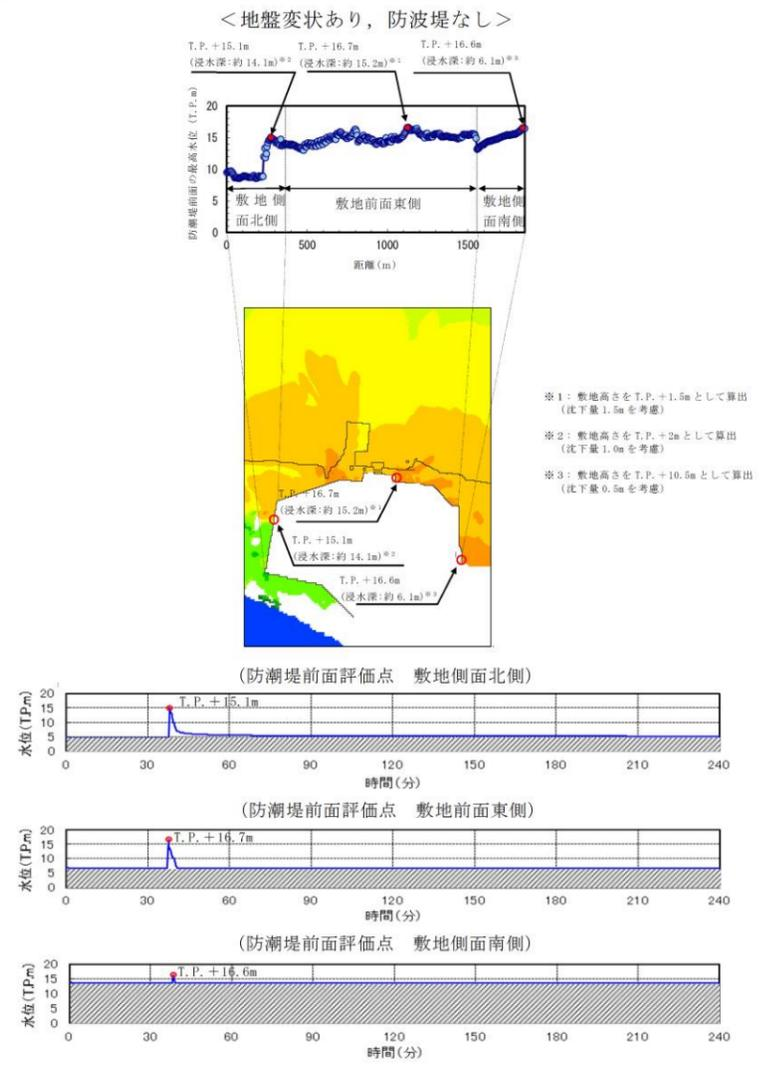 ＜地盤変状あり，防波堤なし＞
T.P.＋15.1m
(浸水深:約14.1m)※2
T.P.＋16.7m
(浸水深:約15.2m)※1
T.P.＋16.6m
(浸水深:約6.1m)※3
防潮堤前面の最高水位（T.P.m）
20
15
10
5
0
敷地側
面北側
敷地前面東側
敷地側
面南側
0
500
1000
1500
距離(m)
※1：敷地高さをT.P.＋1.5mとして算出
（沈下量1.5mを考慮）
※2：敷地高さをT.P.＋2mとして算出
（沈下量1.0mを考慮）
※3：敷地高さをT.P.＋10.5mとして算出
（沈下量0.5mを考慮）
T.P.＋16.7m
(浸水深:約15.2m)※1
T.P.＋15.1m
(浸水深:約14.1m)※2
T.P.＋16.6m
(浸水深:約6.1m)※3
(防潮堤前面評価点　敷地側面北側)
水位(T.P.m)
20
15
10
5
0
T.P.＋15.1m
0 30 60 90 120 150 180 210 240
時間(分)
(防潮堤前面評価点　敷地前面東側)
水位(T.P.m)
20
15
10
5
0
T.P.＋16.7m
0 30 60 90 120 150 180 210 240
時間(分)
(防潮堤前面評価点　敷地側面南側)
水位(T.P.m)
20
15
10
5
0
T.P.＋16.6m
0 30 60 90 120 150 180 210 240
時間(分)